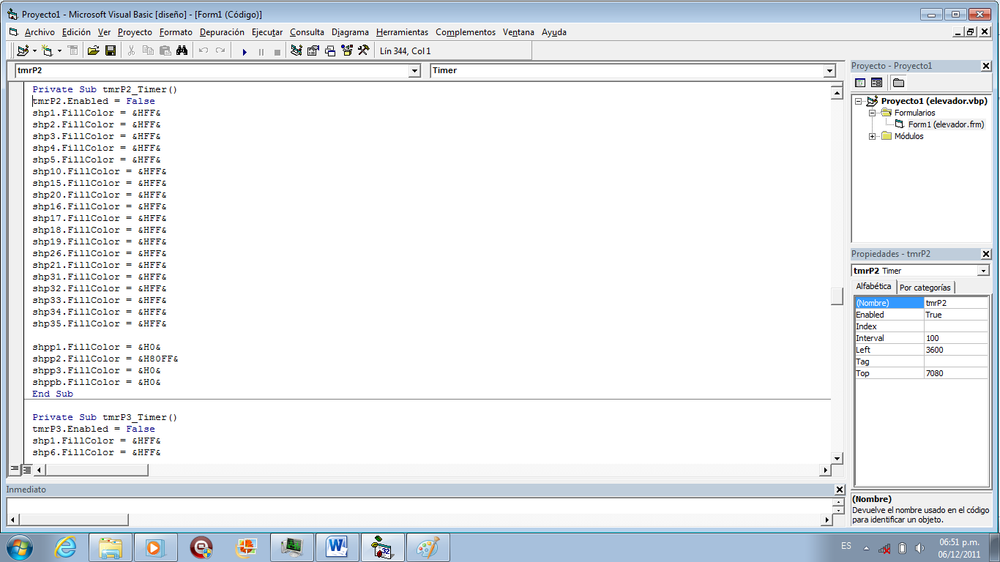 Proyecto1 - Microsoft Visual Basic [diseño] - [Form1 (Código)]
Archivo Edición Ver Proyecto Formato Depuración Ejecutar Consulta Diagrama Herramientas Complementos Ventana Ayuda
Lín 344, Col 1
tmrP2 Timer
Private Sub tmrP2_Timer()
tmrP2.Enabled = False
shp1.FillColor = &HFF&
shp2.FillColor = &HFF&
shp3.FillColor = &HFF&
shp4.FillColor = &HFF&
shp5.FillColor = &HFF&
shp10.FillColor = &HFF&
shp15.FillColor = &HFF&
shp20.FillColor = &HFF&
shp16.FillColor = &HFF&
shp17.FillColor = &HFF&
shp18.FillColor = &HFF&
shp19.FillColor = &HFF&
shp26.FillColor = &HFF&
shp21.FillColor = &HFF&
shp31.FillColor = &HFF&
shp32.FillColor = &HFF&
shp33.FillColor = &HFF&
shp34.FillColor = &HFF&
shp35.FillColor = &HFF&
shpp1.FillColor = &H0&
shpp2.FillColor = &H80FF&
shpp3.FillColor = &H0&
shppb.FillColor = &H0&
End Sub
Private Sub tmrP3_Timer()
tmrP3.Enabled = False
shp1.FillColor = &HFF&
shp6.FillColor = &HFF&
Inmediato
Proyecto - Proyecto1
Proyecto1 (elevador.vbp)
Formularios
Form1 (elevador.frm)
Módulos
Propiedades - tmrP2
tmrP2 Timer
Alfabética Por categorías
(Nombre) tmrP2
Enabled True
Index
Interval 100
Left 3600
Tag
Top 7080
(Nombre)
Devuelve el nombre usado en el código
para identificar un objeto.
32
ES
06:51 p.m.
06/12/2011